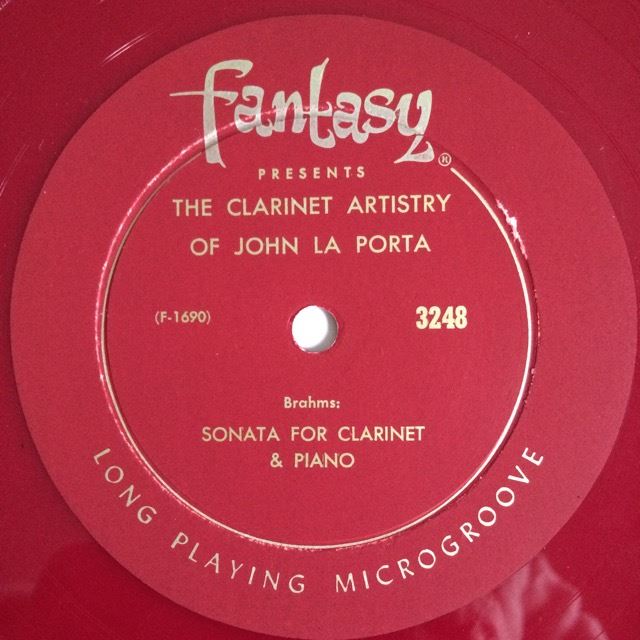 Fantasy®
PRESENTS
THE CLARINET ARTISTRY
OF JOHN LA PORTA
(F-1690)
3248
Brahms:
SONATA FOR CLARINET
& PIANO
LONG PLAYING MICROGROOVE